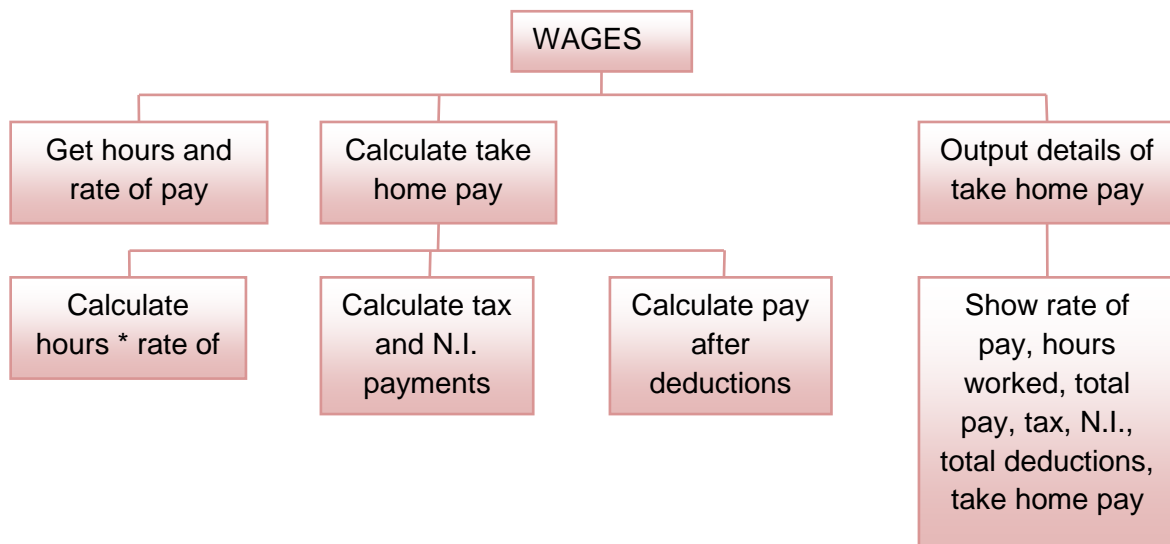 WAGES
Get hours and
rate of pay
Calculate take
home pay
Output details of
take home pay
Calculate
hours * rate of
Calculate tax
and N.I.
payments
Calculate pay
after
deductions
Show rate of
pay, hours
worked, total
pay, tax, N.I.,
total deductions,
take home pay